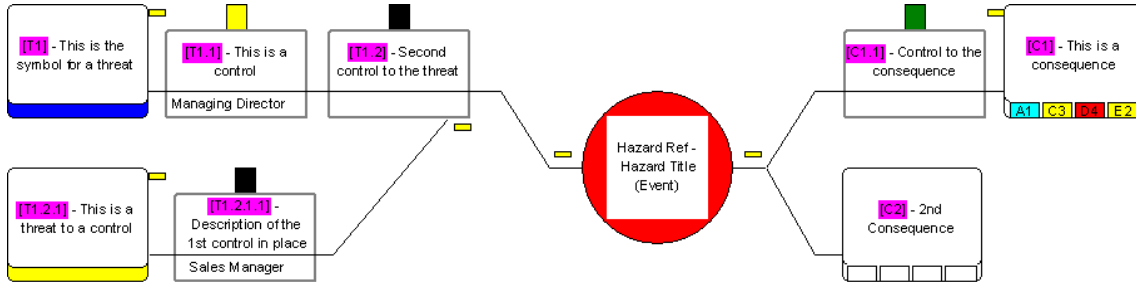 [T1] - This is the
symbol for a threat
[T1.1] - This is a
control
Managing Director
[T1.2] - Second
control to the threat
[T1.2.1] - This is a
threat to a control
[T1.2.1.1] -
Description of the
1st control in place
Sales Manager
Hazard Ref -
Hazard Title
(Event)
[C1.1] - Control to the
consequence
[C1] - This is a
consequence
A1 C3 D4 E2
[C2] - 2nd
Consequence